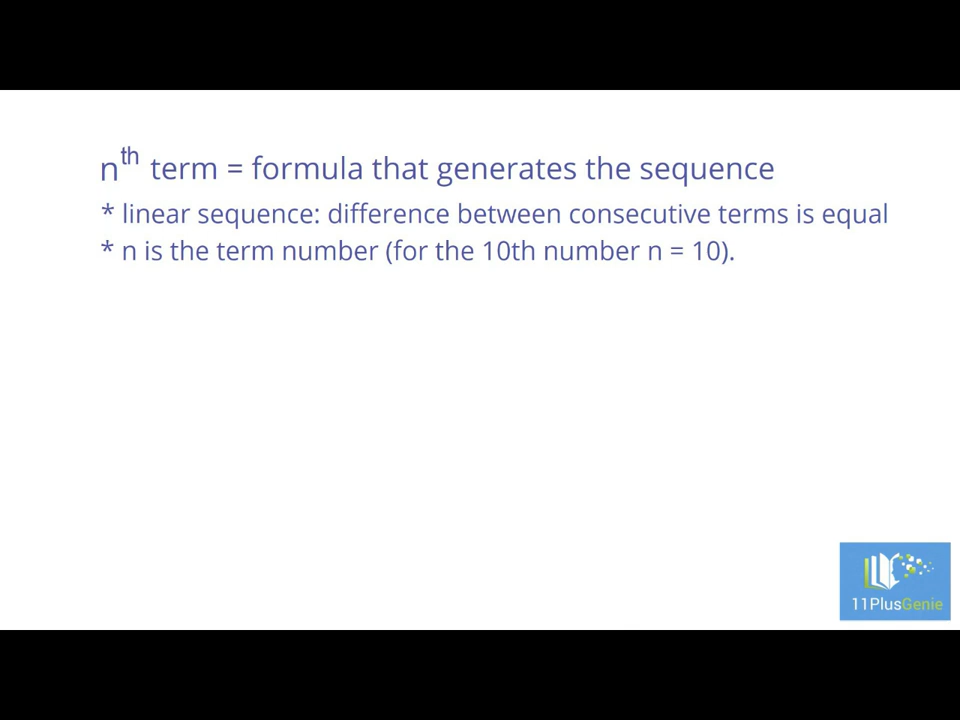 nth term = formula that generates the sequence
* linear sequence: difference between consecutive terms is equal
* n is the term number (for the 10th number n = 10).
11PlusGenie